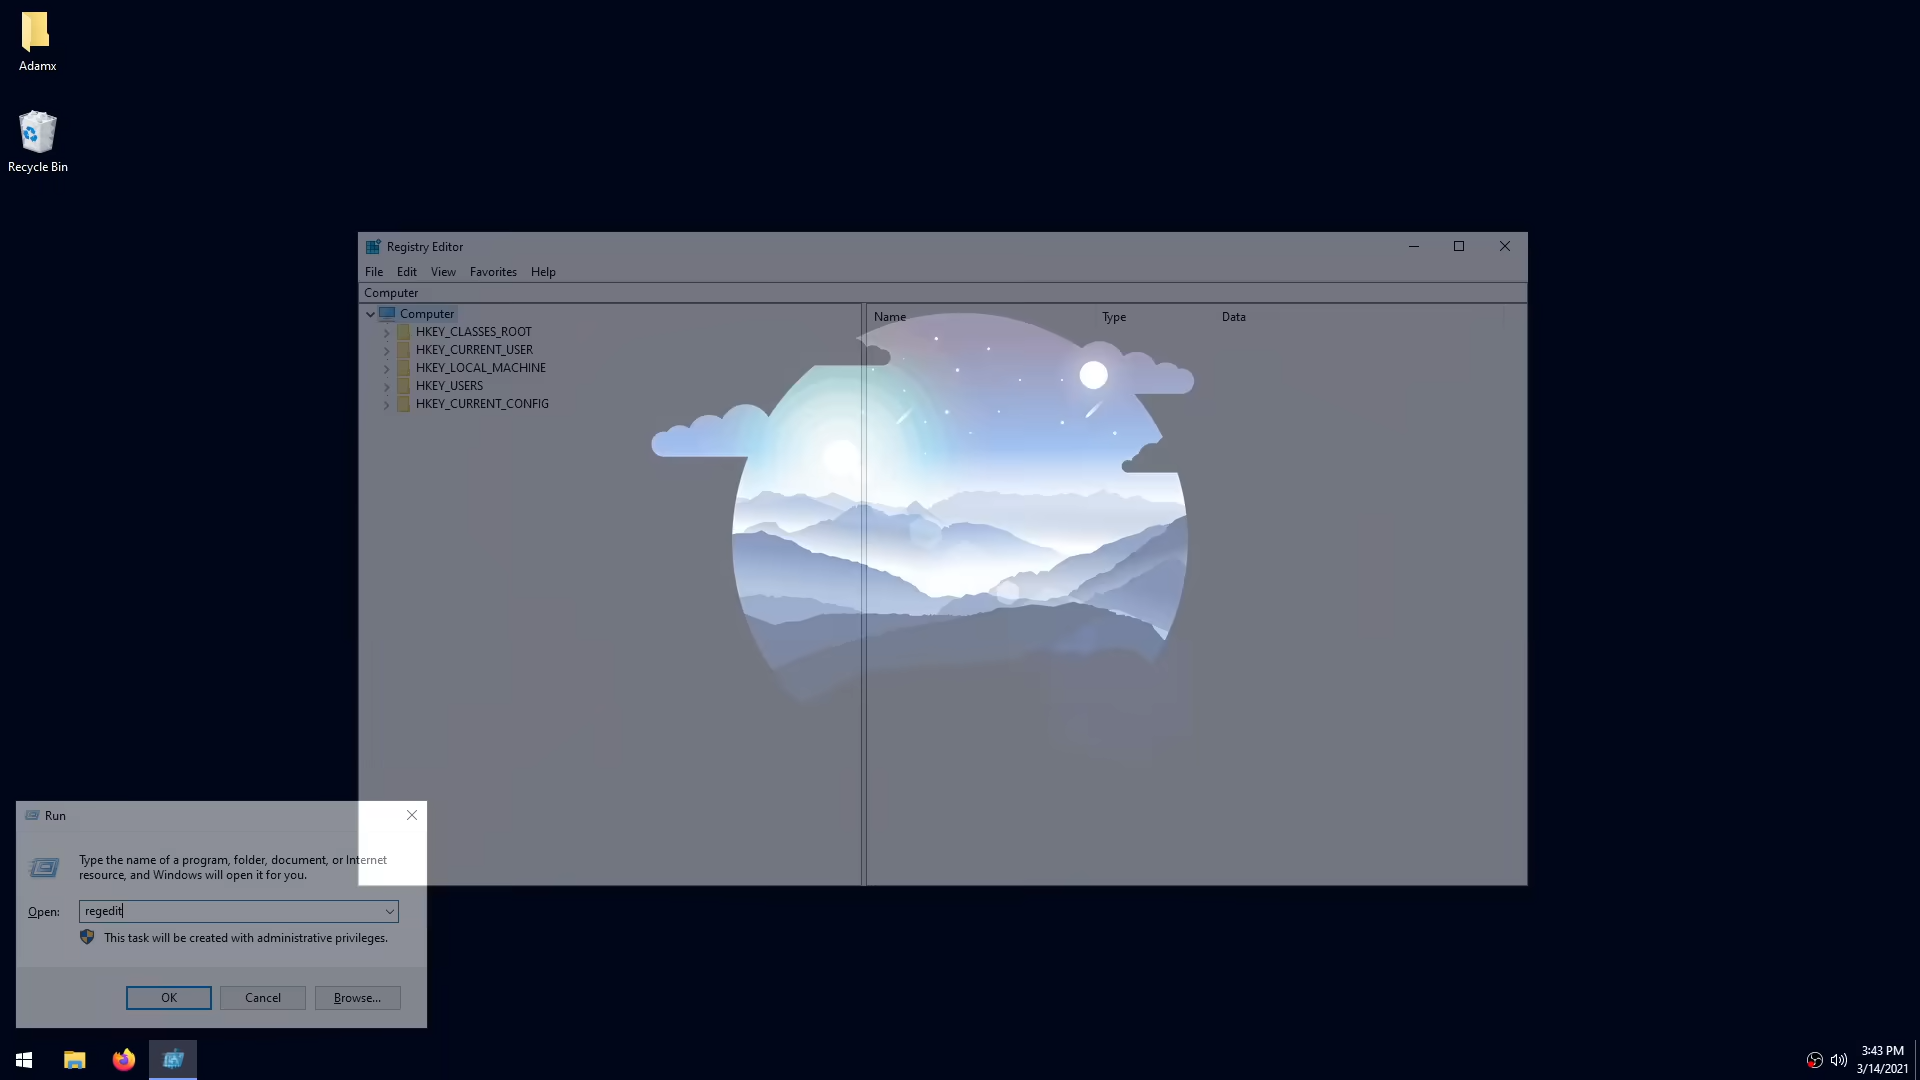 Adamx
Recycle Bin
Registry Editor
File Edit View Favorites Help
Computer
Computer
HKEY_CLASSES_ROOT
HKEY_CURRENT_USER
HKEY_LOCAL_MACHINE
HKEY_USERS
HKEY_CURRENT_CONFIG
Name Type Data
Run
Type the name of a program, folder, document, or Internet
resource, and Windows will open it for you.
Open: regedit
This task will be created with administrative privileges.
OK Cancel Browse...
3:43 PM
3/14/2021